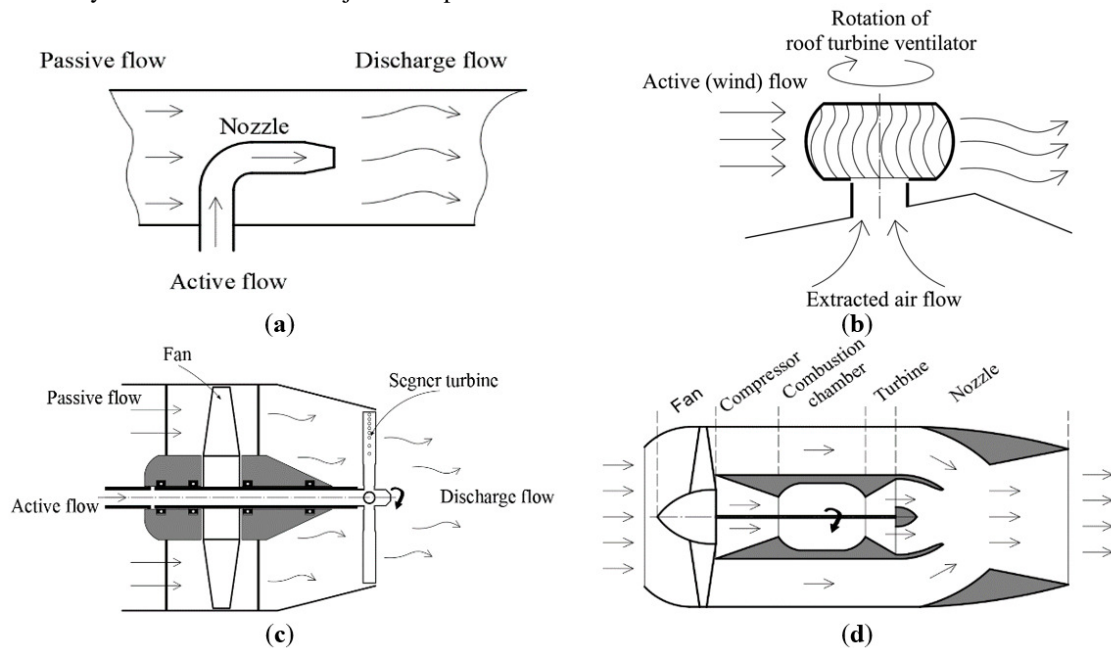 Passive flow
Discharge flow
Nozzle
Active flow
(a)
Rotation of
roof turbine ventilator
Active (wind) flow
Extracted air flow
(b)
Fan
Segner turbine
Passive flow
Active flow
Discharge flow
(c)
Fan
Compressor
Combustion
chamber
Turbine
Nozzle
(d)